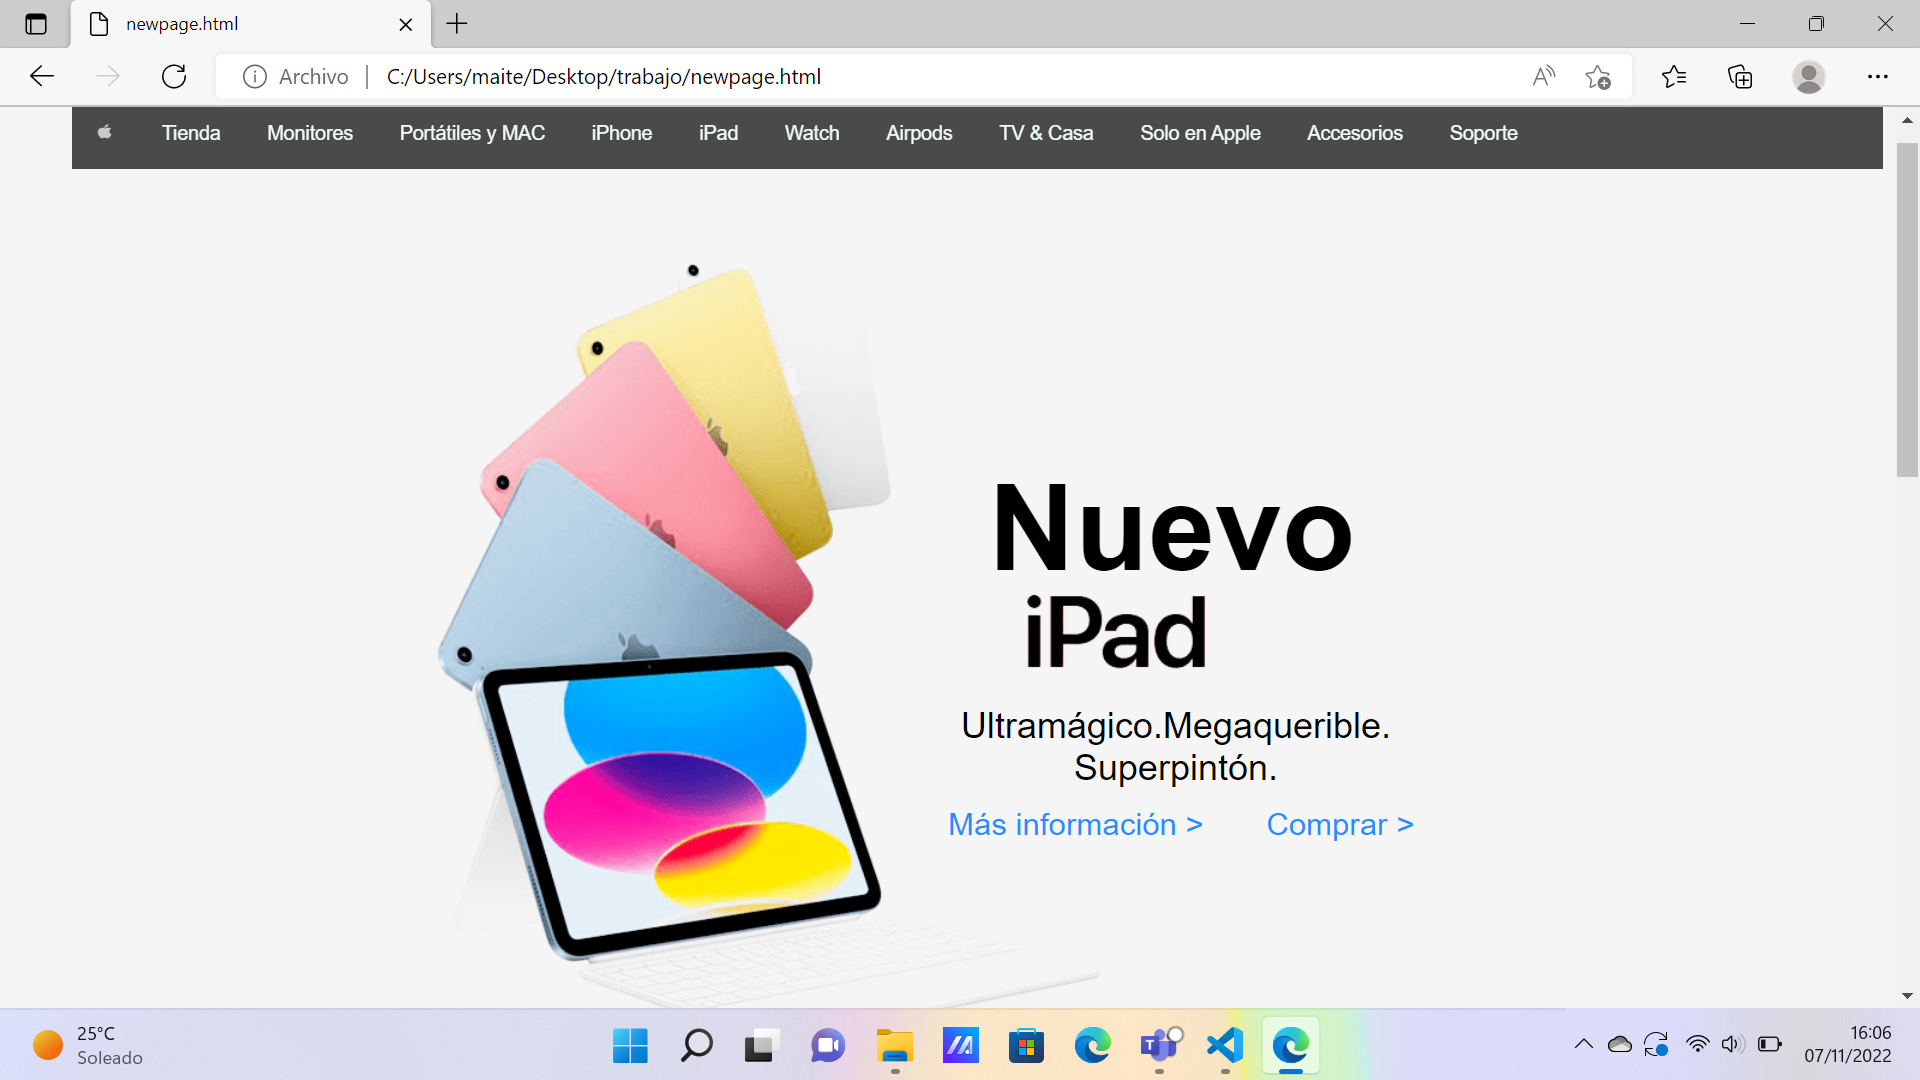 newpage.html
Archivo
C:/Users/maite/Desktop/trabajo/newpage.html
Tienda Monitores Portátiles y MAC iPhone iPad Watch Airpods TV & Casa Solo en Apple Accesorios Soporte
Nuevo
iPad
Ultramágico.Megaquerible.
Superpintón.
Más información > Comprar >
25°C
Soleado
16:06
07/11/2022